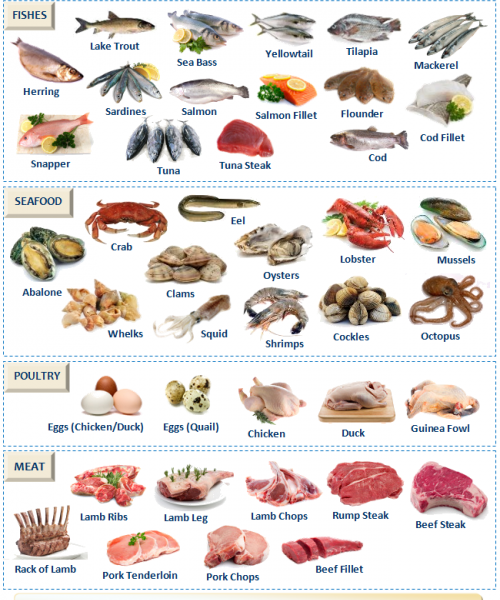 FISHES
Lake Trout
Sea Bass
Yellowtail
Tilapia
Mackerel
Herring
Sardines
Salmon
Salmon Fillet
Flounder
Cod Fillet
Snapper
Tuna
Tuna Steak
Cod
SEAFOOD
Crab
Eel
Lobster
Mussels
Abalone
Clams
Oysters
Whelks
Squid
Shrimps
Cockles
Octopus
POULTRY
Eggs (Chicken/Duck)
Eggs (Quail)
Chicken
Duck
Guinea Fowl
MEAT
Lamb Ribs
Lamb Leg
Lamb Chops
Rump Steak
Beef Steak
Rack of Lamb
Pork Tenderloin
Pork Chops
Beef Fillet